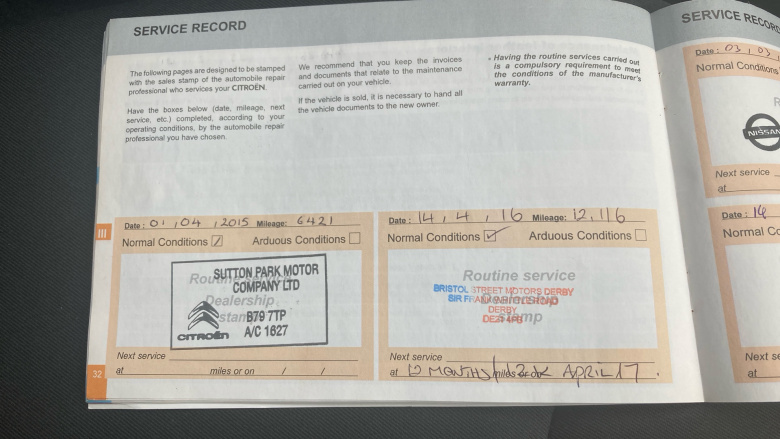 SERVICE RECORD
The following pages are designed to be stamped
with the sales stamp of the automobile repair
professional who services your CITROËN.
Have the boxes below (date, mileage, next
service, etc.) completed, according to your
operating conditions, by the automobile repair
professional you have chosen.
We recommend that you keep the invoices
and documents that relate to the maintenance
carried out on your vehicle.
If the vehicle is sold, it is necessary to hand all
the vehicle documents to the new owner.
• Having the routine services carried out
is a compulsory requirement to meet
the conditions of the manufacturer's
warranty.
III
Date: 01, 04, 2015 Mileage: 6421
Normal Conditions Arduous Conditions
Routine
Dealership
stamp
SUTTON PARK MOTOR
COMPANY LTD
B79 7TP
A/C 1627
CITROËN
Next service
at miles or on / /
32
Date: 14, 4, 16 Mileage: 12,116
Normal Conditions Arduous Conditions
Routine service
Dealership
stamp
BRISTOL STREET MOTORS DERBY
SIR FRANK WHITTLE ROAD
DERBY
Next service
at 12 MONTHS/ miles or on APRIL 17.
SERVICE RECORD
Date: 03, 03,
Normal Conditions
R
NISSAN
Next service
at
Date: 14
Normal Co
Next se
at